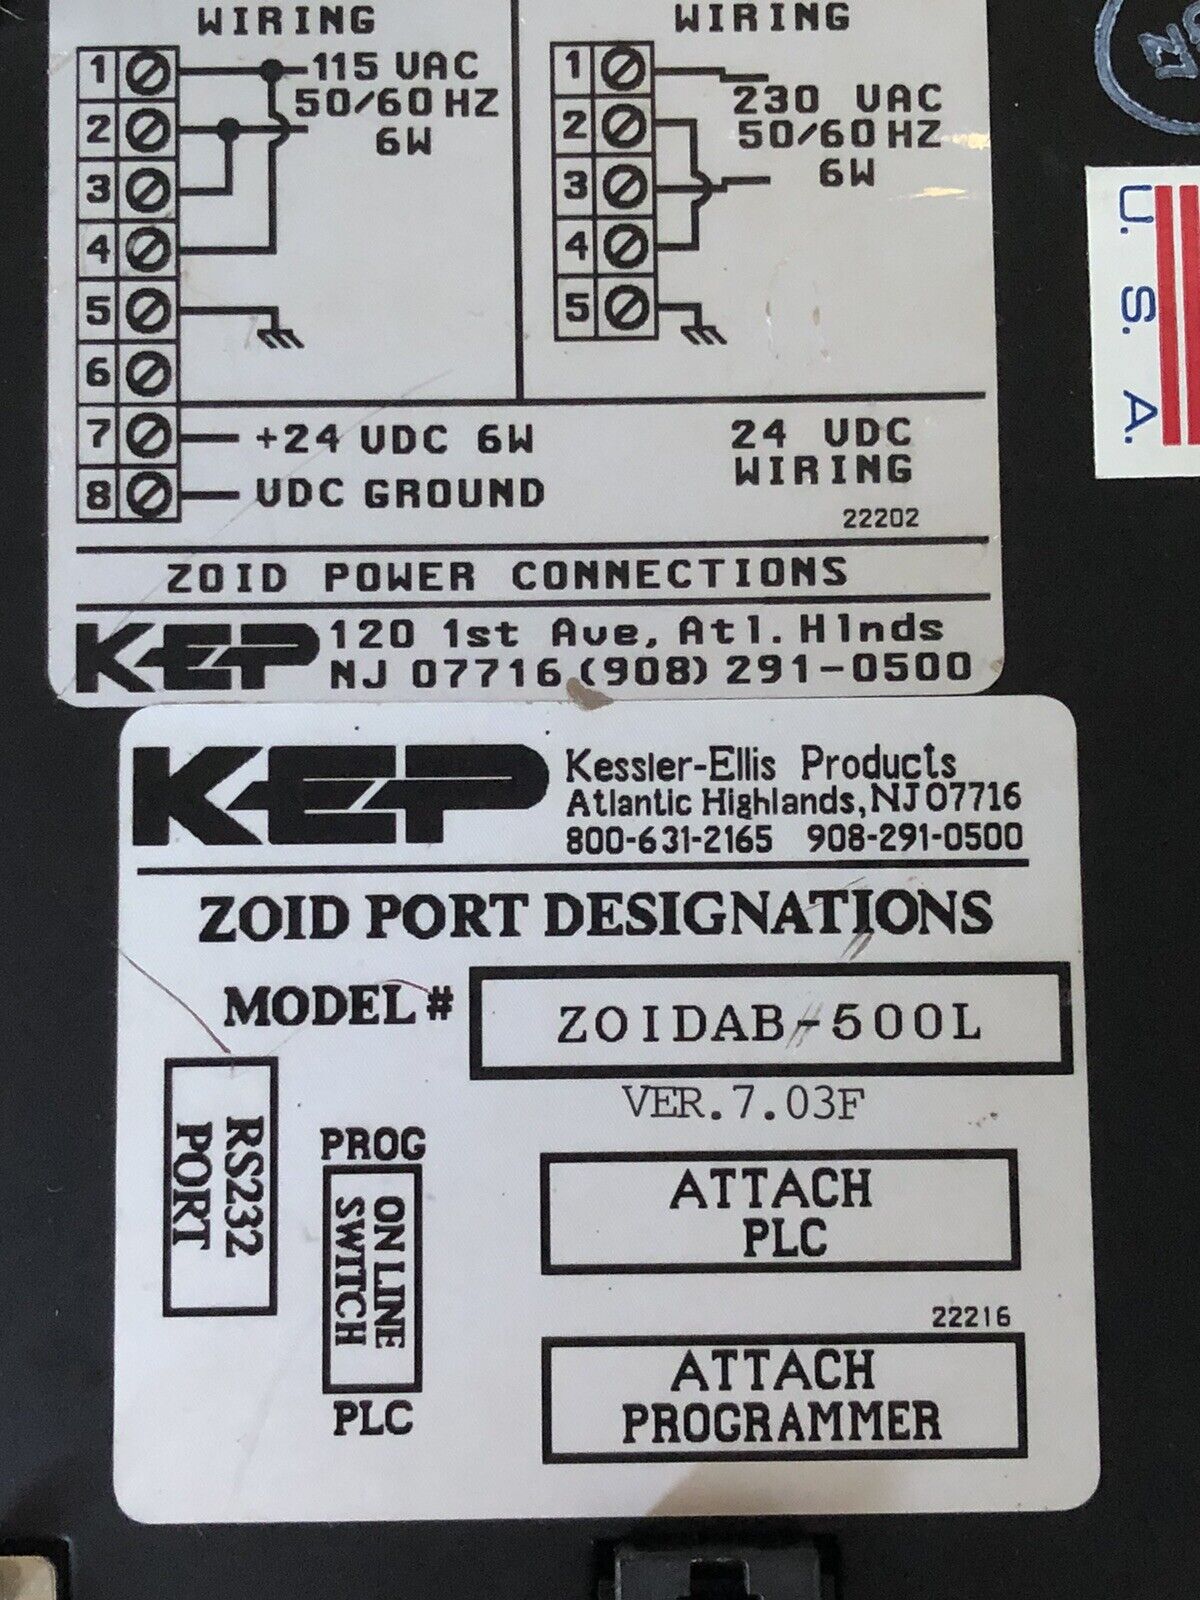 WIRING
1
2
3
4
5
6
7
8
115 VAC
50/60 HZ
6W
WIRING
1
2
3
4
5
230 VAC
50/60 HZ
6W
+24 VDC 6W
VDC GROUND
24 VDC
WIRING
22202
ZOID POWER CONNECTIONS
KEP
120 1st Ave, Atl. Hlnds
NJ 07716 (908) 291-0500
U. S. A.
KEP
Kessler-Ellis Products
Atlantic Highlands, NJ 07716
800-631-2165 908-291-0500
ZOID PORT DESIGNATIONS
MODEL # ZOIDAB-500L
VER.7.03F
RS232
PORT
PROG
ON LINE
SWITCH
PLC
ATTACH
PLC
22216
ATTACH
PROGRAMMER